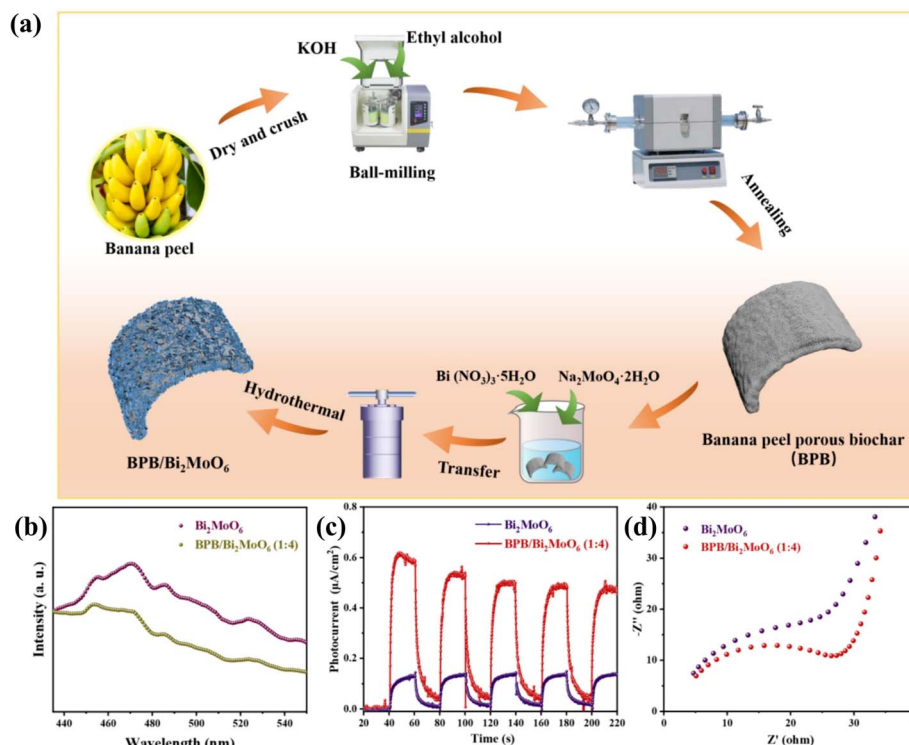 (a)
KOH
Ethyl alcohol
Dry and crush
Ball-milling
Annealing
Banana peel
Bi (NO₃)₃·5H₂O
Na₂MoO₄·2H₂O
Hydrothermal
Transfer
BPB/Bi₂MoO₆
Banana peel porous biochar
(BPB)
(b)
Bi₂MoO₆
BPB/Bi₂MoO₆ (1:4)
Intensity (a. u.)
440 460 480 500 520 540
Wavelength (nm)
(c)
Bi₂MoO₆
BPB/Bi₂MoO₆ (1:4)
Photocurrent (μA/cm²)
0.8
0.6
0.4
0.2
0.0
20 40 60 80 100 120 140 160 180 200 220
Time (s)
(d)
Bi₂MoO₆
BPB/Bi₂MoO₆ (1:4)
-Z'' (ohm)
40
30
20
10
0
0 10 20 30 40
Z' (ohm)